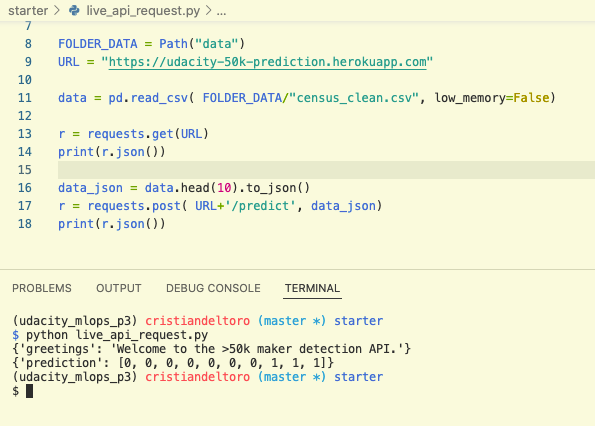 starter > live_api_request.py > ...
7
8 FOLDER_DATA = Path("data")
9 URL = "https://udacity-50k-prediction.herokuapp.com"
10
11 data = pd.read_csv( FOLDER_DATA/"census_clean.csv", low_memory=False)
12
13 r = requests.get(URL)
14 print(r.json())
15
16 data_json = data.head(10).to_json()
17 r = requests.post( URL+'/predict', data_json)
18 print(r.json())
PROBLEMS OUTPUT DEBUG CONSOLE TERMINAL
(udacity_mlops_p3) cristiandeltoro (master *) starter
$ python live_api_request.py
{'greetings': 'Welcome to the >50k maker detection API.'}
{'prediction': [0, 0, 0, 0, 0, 0, 0, 1, 1, 1]}
(udacity_mlops_p3) cristiandeltoro (master *) starter
$